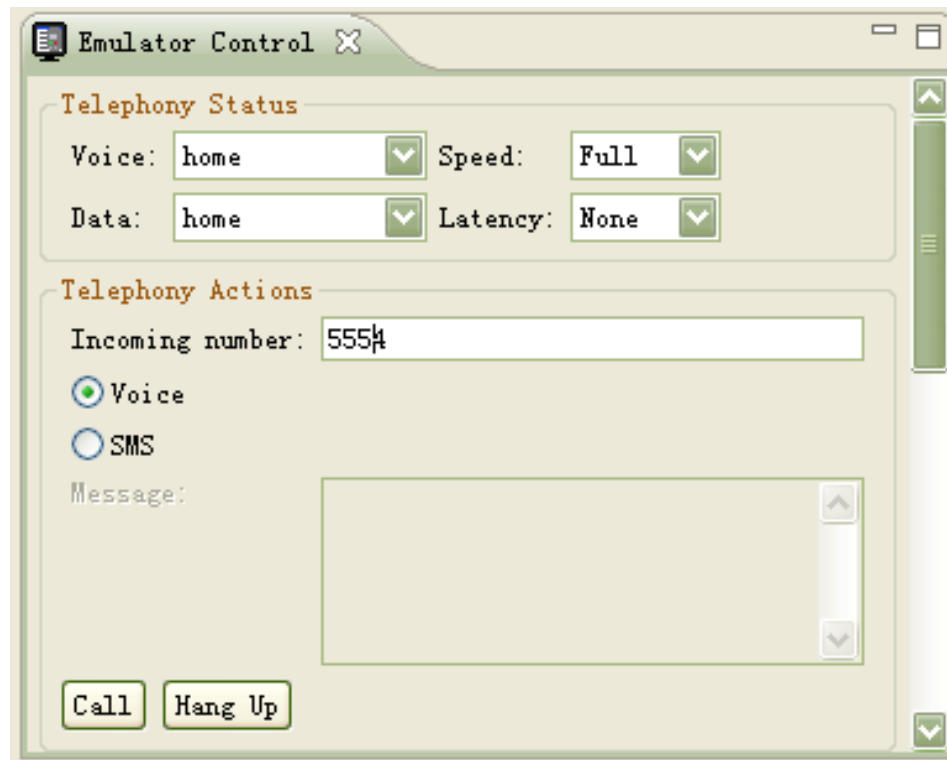 Emulator Control
Telephony Status
Voice: home Speed: Full
Data: home Latency: None
Telephony Actions
Incoming number: 5554
Voice
SMS
Message:
Call Hang Up